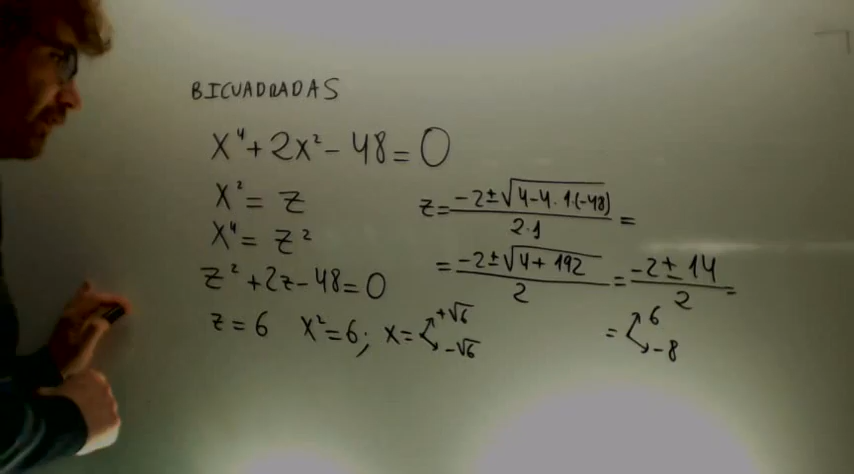 BICUADRADAS
x⁴ + 2x² - 48 = 0
x² = z
x⁴ = z²
z² + 2z - 48 = 0
z = 6 x² = 6; x = +√6
-√6
z = (-2 ± √(4 - 4·1·(-48))) / 2·1 =
= (-2 ± √(4 + 192)) / 2 = (-2 ± 14) / 2 =
= 6
-8